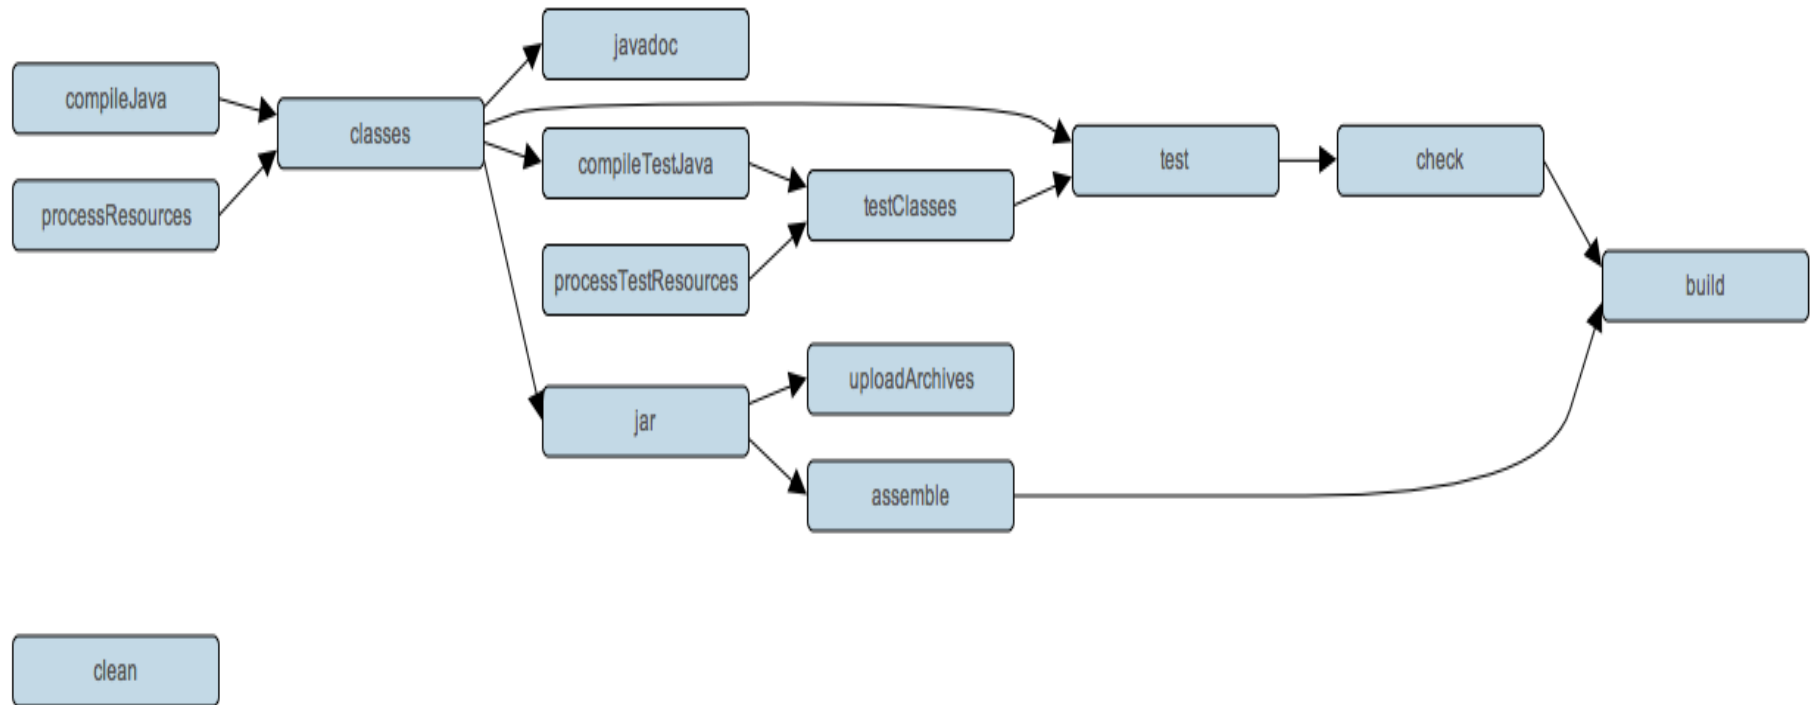 javadoc
compileJava
classes
compileTestJava
test
check
processResources
testClasses
processTestResources
build
uploadArchives
jar
assemble
clean